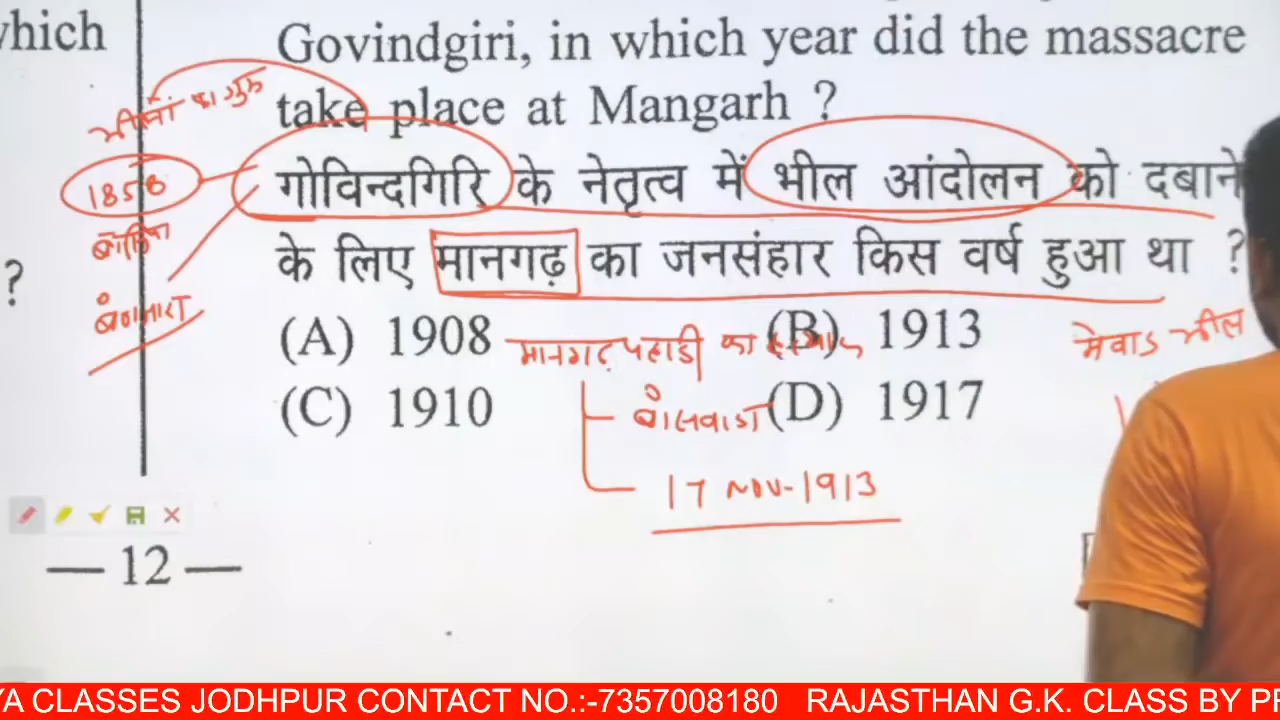 which
Govindgiri, in which year did the massacre
take place at Mangarh ?
भीलों का गुरु
गोविन्दगिरि के नेतृत्व में भील आंदोलन को दबाने
1858
के लिए मानगढ़ का जनसंहार किस वर्ष हुआ था ?
?
बंजारा
(A) 1908
(B) 1913
मानगढ़ पहाडी का
मेवाड भील
(C) 1910
(D) 1917
बांसवाडा
17 NOV-1913
— 12 —
YA CLASSES JODHPUR CONTACT NO.:-7357008180 RAJASTHAN G.K. CLASS BY PR